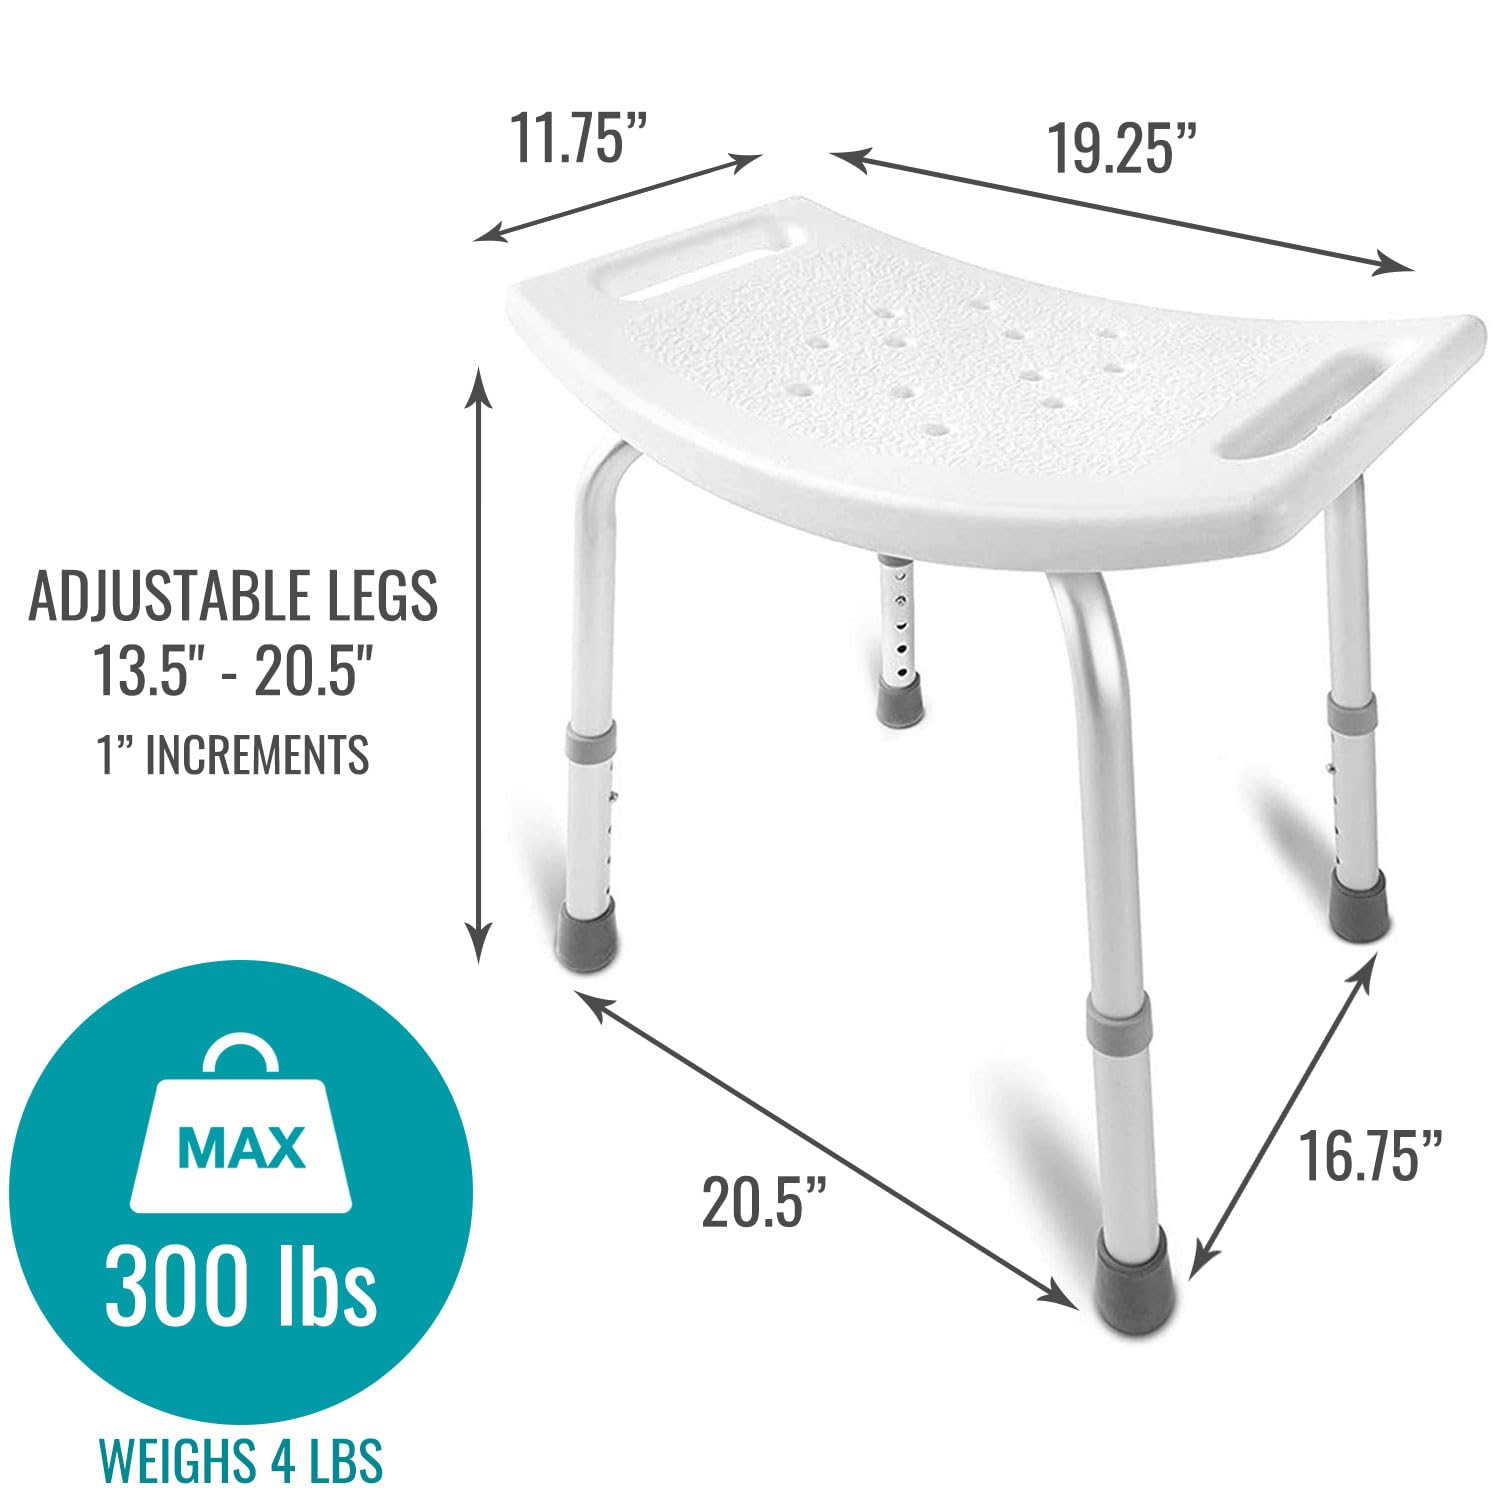 11.75”
19.25”
ADJUSTABLE LEGS
13.5" - 20.5"
1” INCREMENTS
MAX
300 lbs
WEIGHS 4 LBS
20.5”
16.75”